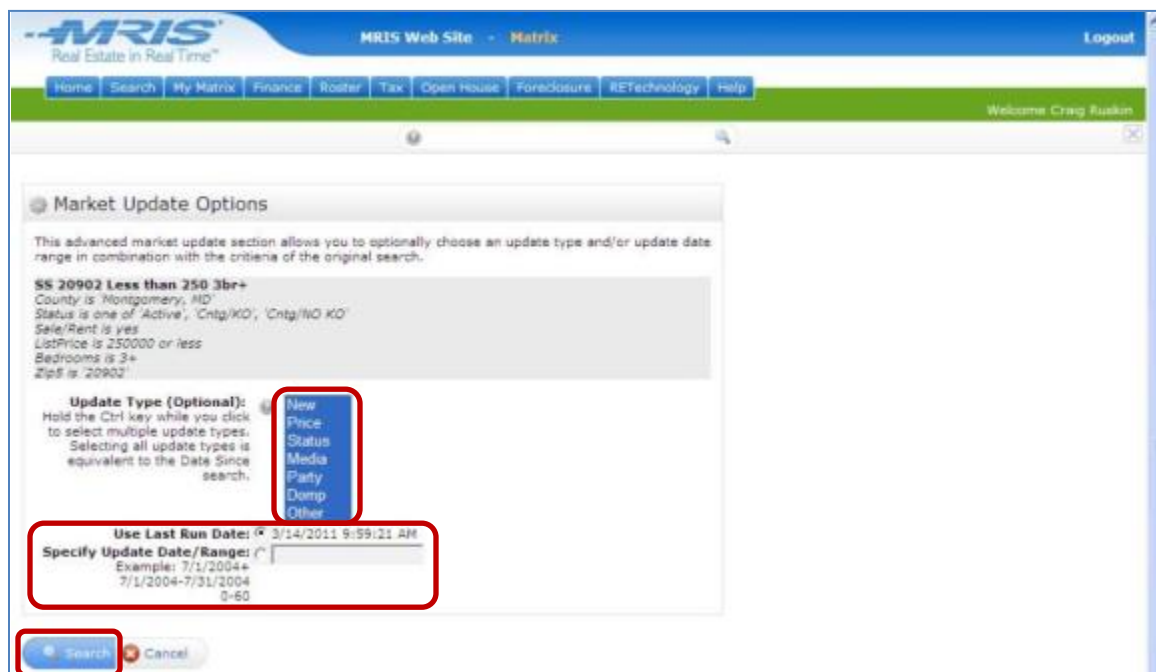 MRIS
Real Estate in Real Time™
MRIS Web Site - Matrix
Logout
Home Search My Matrix Finance Roster Tax Open House Foreclosure RETechnology Help
Welcome Craig Ruskin
Market Update Options
This advanced market update section allows you to optionally choose an update type and/or update date
range in combination with the critieria of the original search.
SS 20902 Less than 250 3br+
County is 'Montgomery, MD'
Status is one of 'Active', 'Cntg/KO', 'Cntg/NO KO'
Sale/Rent is yes
ListPrice is 250000 or less
Bedrooms is 3+
Zip5 is '20902'
Update Type (Optional):
Hold the Ctrl key while you click
to select multiple update types.
Selecting all update types is
equivalent to the Date Since
search.
New
Price
Status
Media
Party
Domp
Other
Use Last Run Date: 3/14/2011 9:59:21 AM
Specify Update Date/Range:
Example: 7/1/2004+
7/1/2004-7/31/2004
0-60
Search Cancel